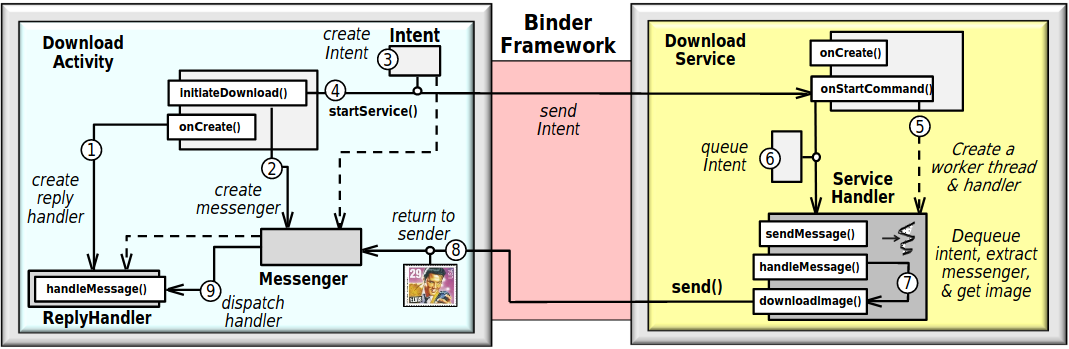 Download
Activity
create
Intent
Intent
3
initiateDownload()
4
startService()
onCreate()
1
2
create
reply
handler
create
messenger
return to
sender
8
29
ELVIS
Messenger
handleMessage()
9
dispatch
handler
ReplyHandler
Binder
Framework
send
Intent
send()
Download
Service
onCreate()
onStartCommand()
5
queue
Intent
6
Create a
worker thread
& handler
Service
Handler
sendMessage()
handleMessage()
7
downloadImage()
Dequeue
intent, extract
messenger,
& get image